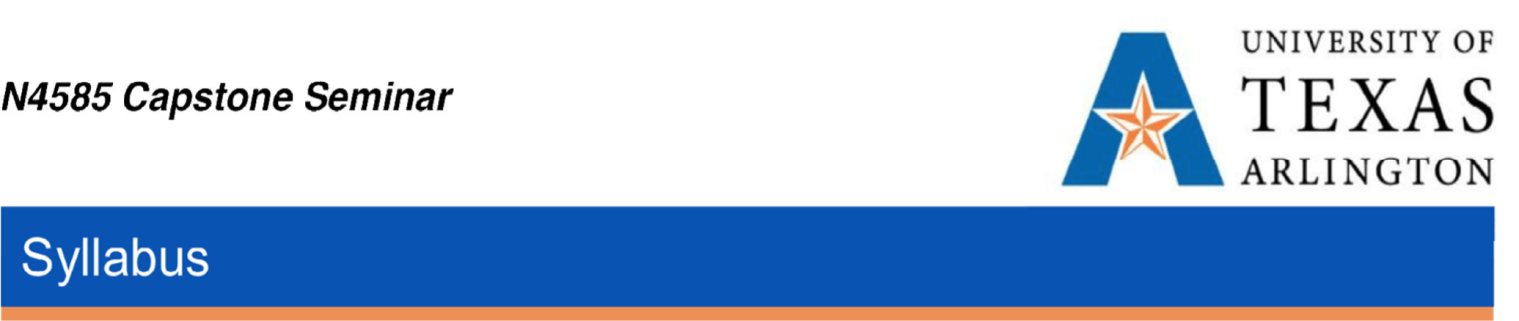 N4585 Capstone Seminar
UNIVERSITY OF
TEXAS
ARLINGTON
Syllabus